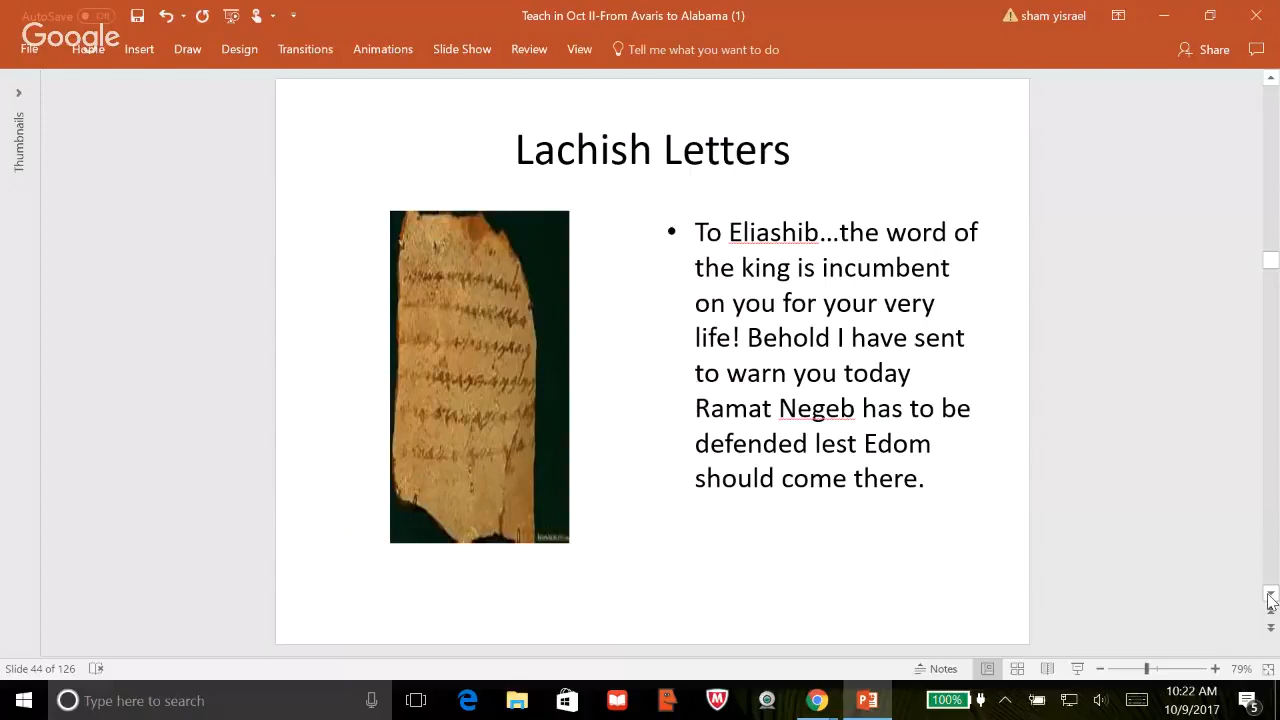 AutoSave Off
Teach in Oct II-From Avaris to Alabama (1)
sham yisrael
Google
File Home Insert Draw Design Transitions Animations Slide Show Review View Tell me what you want to do
Share
Thumbnails
Lachish Letters
• To Eliashib...the word of
the king is incumbent
on you for your very
life! Behold I have sent
to warn you today
Ramat Negeb has to be
defended lest Edom
should come there.
Slide 44 of 126
Notes
79%
Type here to search
100%
10:22 AM
10/9/2017
5